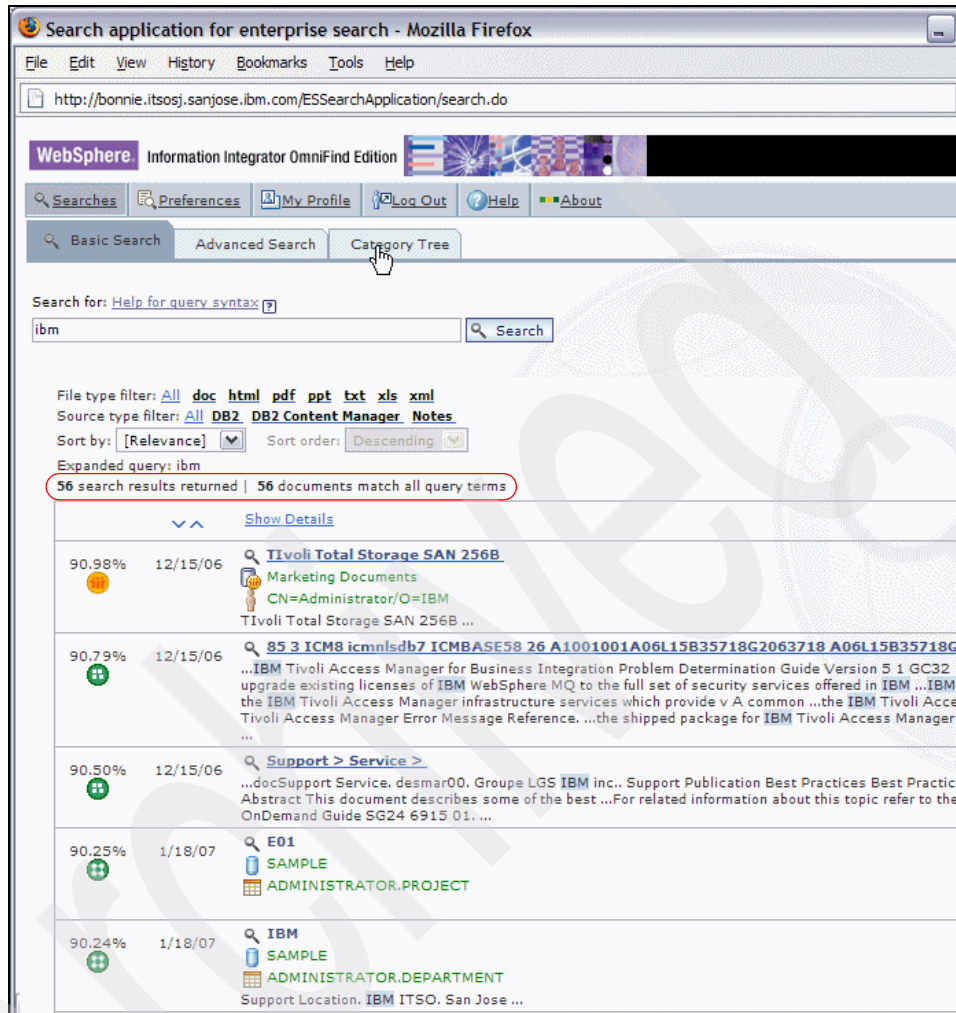 Search application for enterprise search - Mozilla Firefox
File Edit View History Bookmarks Tools Help
http://bonnie.itsosj.sanjose.ibm.com/ESSearchApplication/search.do
WebSphere. Information Integrator OmniFind Edition
Searches Preferences My Profile Log Out Help About
Basic Search Advanced Search Category Tree
Search for: Help for query syntax ?
ibm Search
File type filter: All doc html pdf ppt txt xls xml
Source type filter: All DB2 DB2 Content Manager Notes
Sort by: [Relevance] Sort order: Descending
Expanded query: ibm
56 search results returned | 56 documents match all query terms
Show Details
90.98% 12/15/06 TIvoli Total Storage SAN 256B
Marketing Documents
CN=Administrator/O=IBM
TIvoli Total Storage SAN 256B ...
90.79% 12/15/06 85 3 ICM8 icmnlsdb7 ICMBASE58 26 A1001001A06L15B35718G2063718 A06L15B35718G
...IBM Tivoli Access Manager for Business Integration Problem Determination Guide Version 5 1 GC32
upgrade existing licenses of IBM WebSphere MQ to the full set of security services offered in IBM ...IBM
the IBM Tivoli Access Manager infrastructure services which provide v A common ...the IBM Tivoli Acce
Tivoli Access Manager Error Message Reference. ...the shipped package for IBM Tivoli Access Manager
...
90.50% 12/15/06 Support > Service >
...docSupport Service. desmar00. Groupe LGS IBM inc.. Support Publication Best Practices Best Practic
Abstract This document describes some of the best ...For related information about this topic refer to the
OnDemand Guide SG24 6915 01. ...
90.25% 1/18/07 E01
SAMPLE
ADMINISTRATOR.PROJECT
90.24% 1/18/07 IBM
SAMPLE
ADMINISTRATOR.DEPARTMENT
Support Location. IBM ITSO. San Jose ...